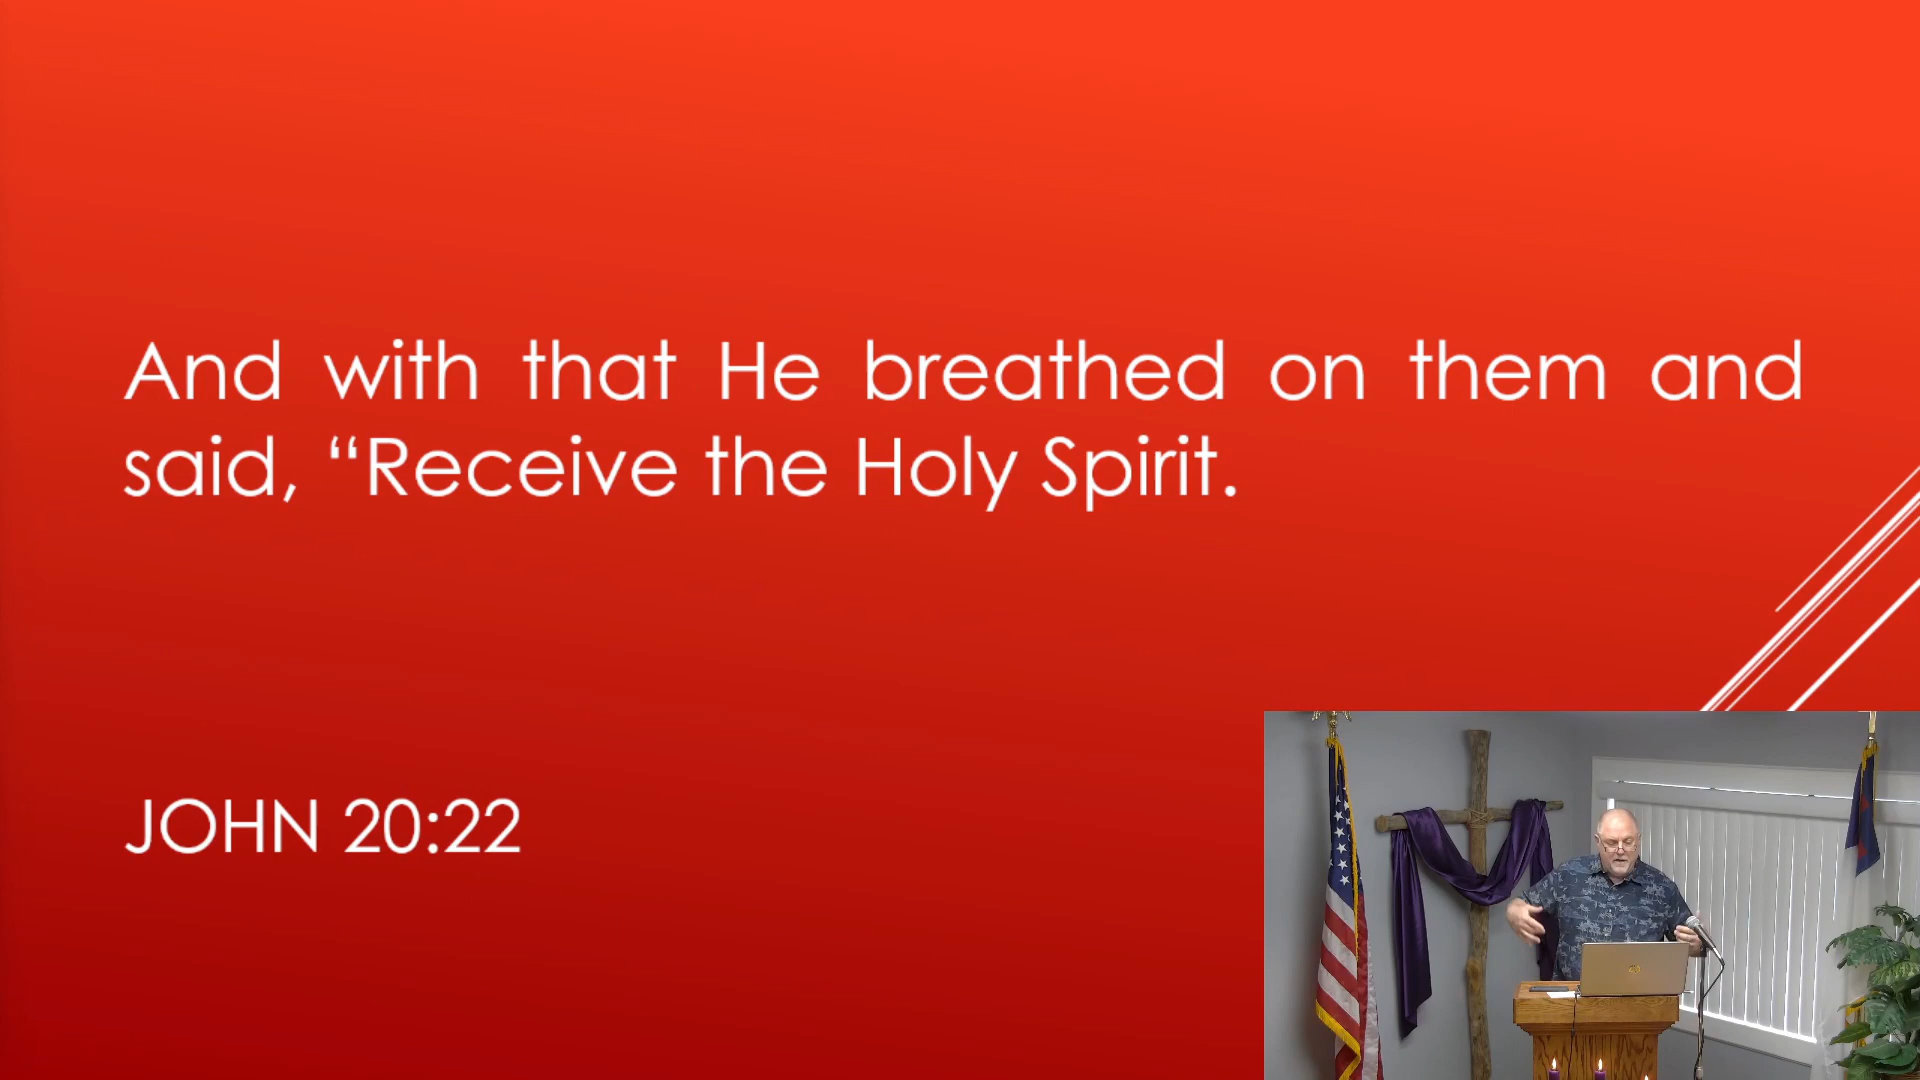 And with that He breathed on them and
said, “Receive the Holy Spirit.
JOHN 20:22